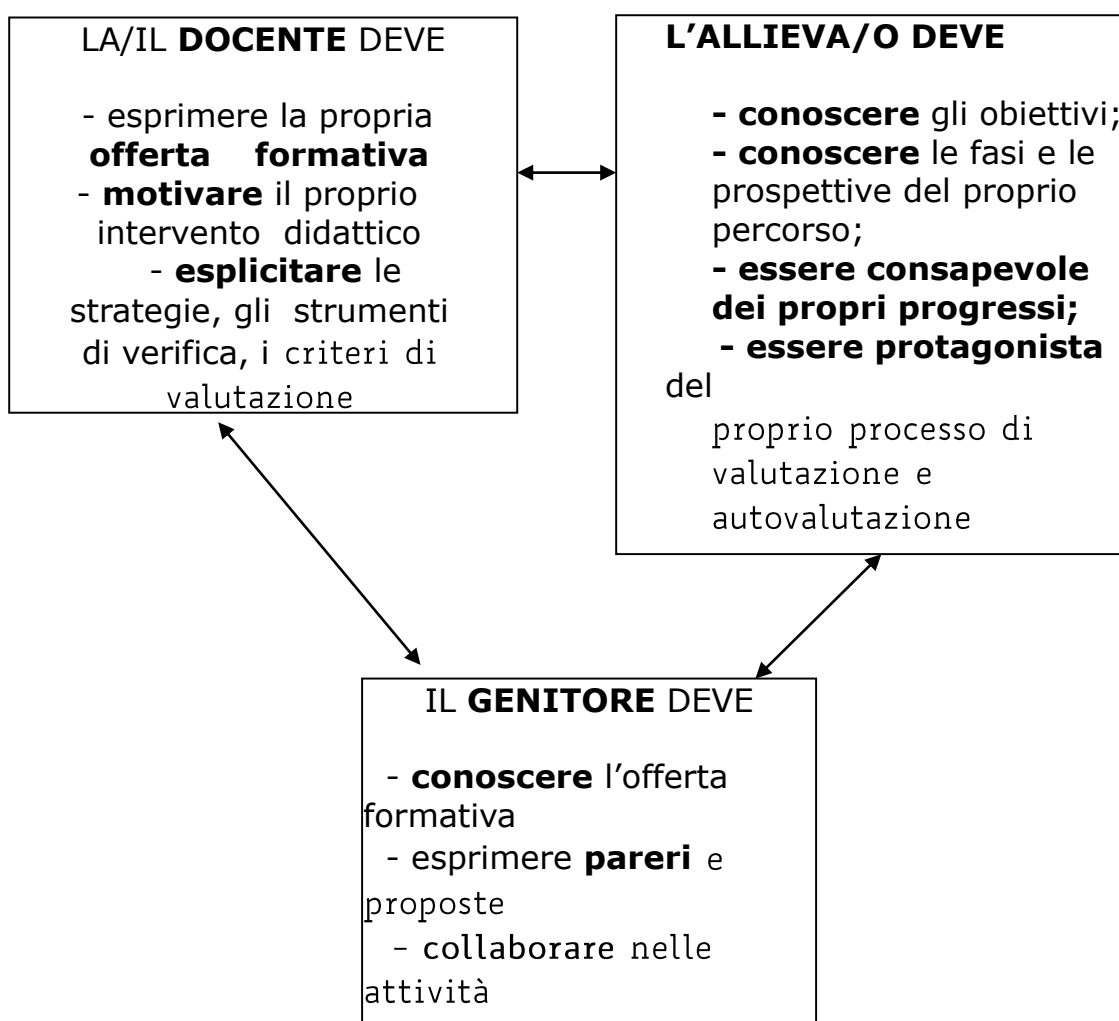 LA/IL DOCENTE DEVE
- esprimere la propria
offerta formativa
- motivare il proprio
intervento didattico
- esplicitare le
strategie, gli strumenti
di verifica, i criteri di
valutazione
L’ALLIEVA/O DEVE
- conoscere gli obiettivi;
- conoscere le fasi e le
prospettive del proprio
percorso;
- essere consapevole
dei propri progressi;
- essere protagonista
del
proprio processo di
valutazione e
autovalutazione
IL GENITORE DEVE
- conoscere l’offerta
formativa
- esprimere pareri e
proposte
- collaborare nelle
attività